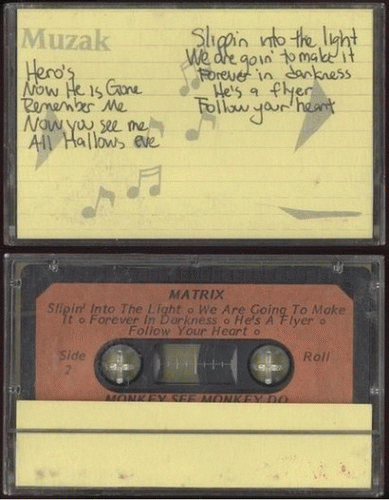 Muzak
Hero's
Now He is Gone
Remember Me
Now you see me
All Hallows eve
Slippin into the light
We are goin' to make it
Forever in darkness
He's a flyer
Follow your heart
MATRIX
Slipin' Into The Light o We Are Going To Make
It o Forever In Darkness o He's A Flyer o
Follow Your Heart o
Side
2
Roll
MONKEY SEE MONKEY DO